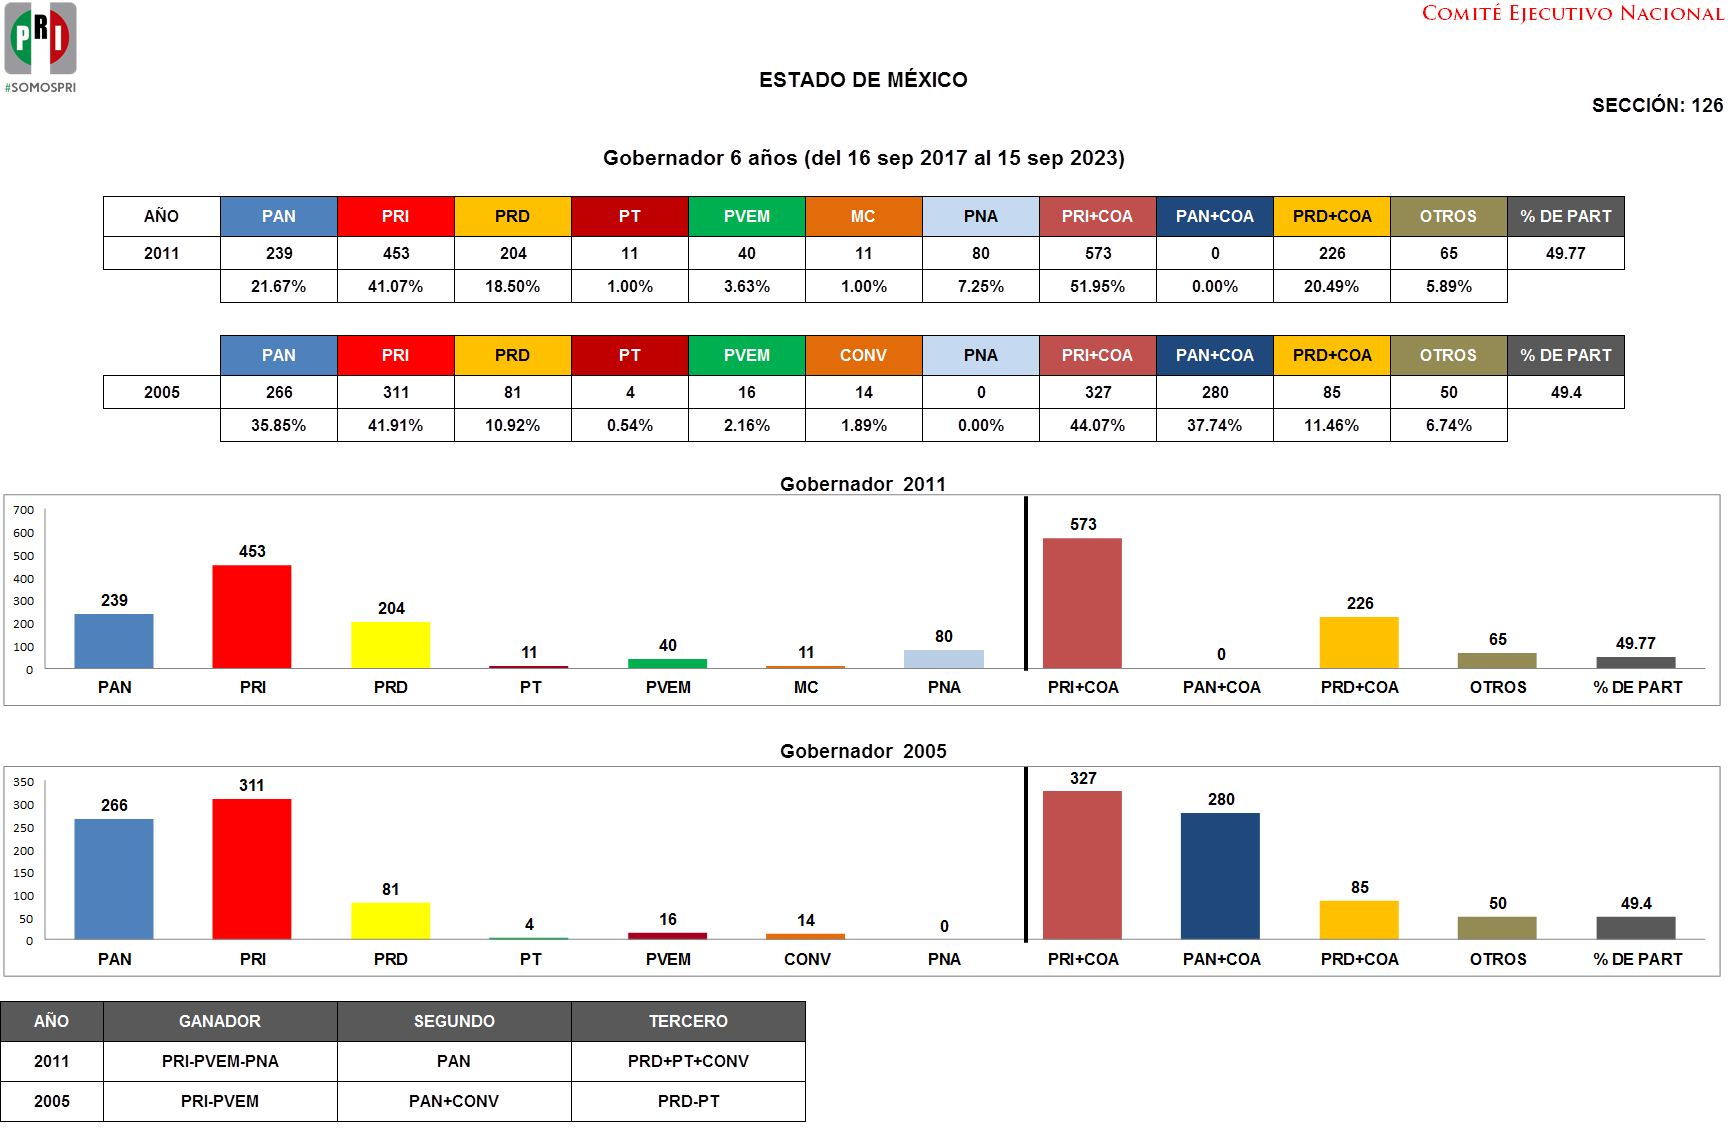 PRI
#SOMOSPRI
COMITÉ EJECUTIVO NACIONAL
ESTADO DE MÉXICO
SECCIÓN: 126
Gobernador 6 años (del 16 sep 2017 al 15 sep 2023)
AÑO PAN PRI PRD PT PVEM MC PNA PRI+COA PAN+COA PRD+COA OTROS % DE PART
2011 239 453 204 11 40 11 80 573 0 226 65 49.77
21.67% 41.07% 18.50% 1.00% 3.63% 1.00% 7.25% 51.95% 0.00% 20.49% 5.89%
PAN PRI PRD PT PVEM CONV PNA PRI+COA PAN+COA PRD+COA OTROS % DE PART
2005 266 311 81 4 16 14 0 327 280 85 50 49.4
35.85% 41.91% 10.92% 0.54% 2.16% 1.89% 0.00% 44.07% 37.74% 11.46% 6.74%
Gobernador 2011
700
600
500
400
300
200
100
0
239 453 204 11 40 11 80 573 0 226 65 49.77
PAN PRI PRD PT PVEM MC PNA PRI+COA PAN+COA PRD+COA OTROS % DE PART
Gobernador 2005
350
300
250
200
150
100
50
0
266 311 81 4 16 14 0 327 280 85 50 49.4
PAN PRI PRD PT PVEM CONV PNA PRI+COA PAN+COA PRD+COA OTROS % DE PART
AÑO GANADOR SEGUNDO TERCERO
2011 PRI-PVEM-PNA PAN PRD+PT+CONV
2005 PRI-PVEM PAN+CONV PRD-PT